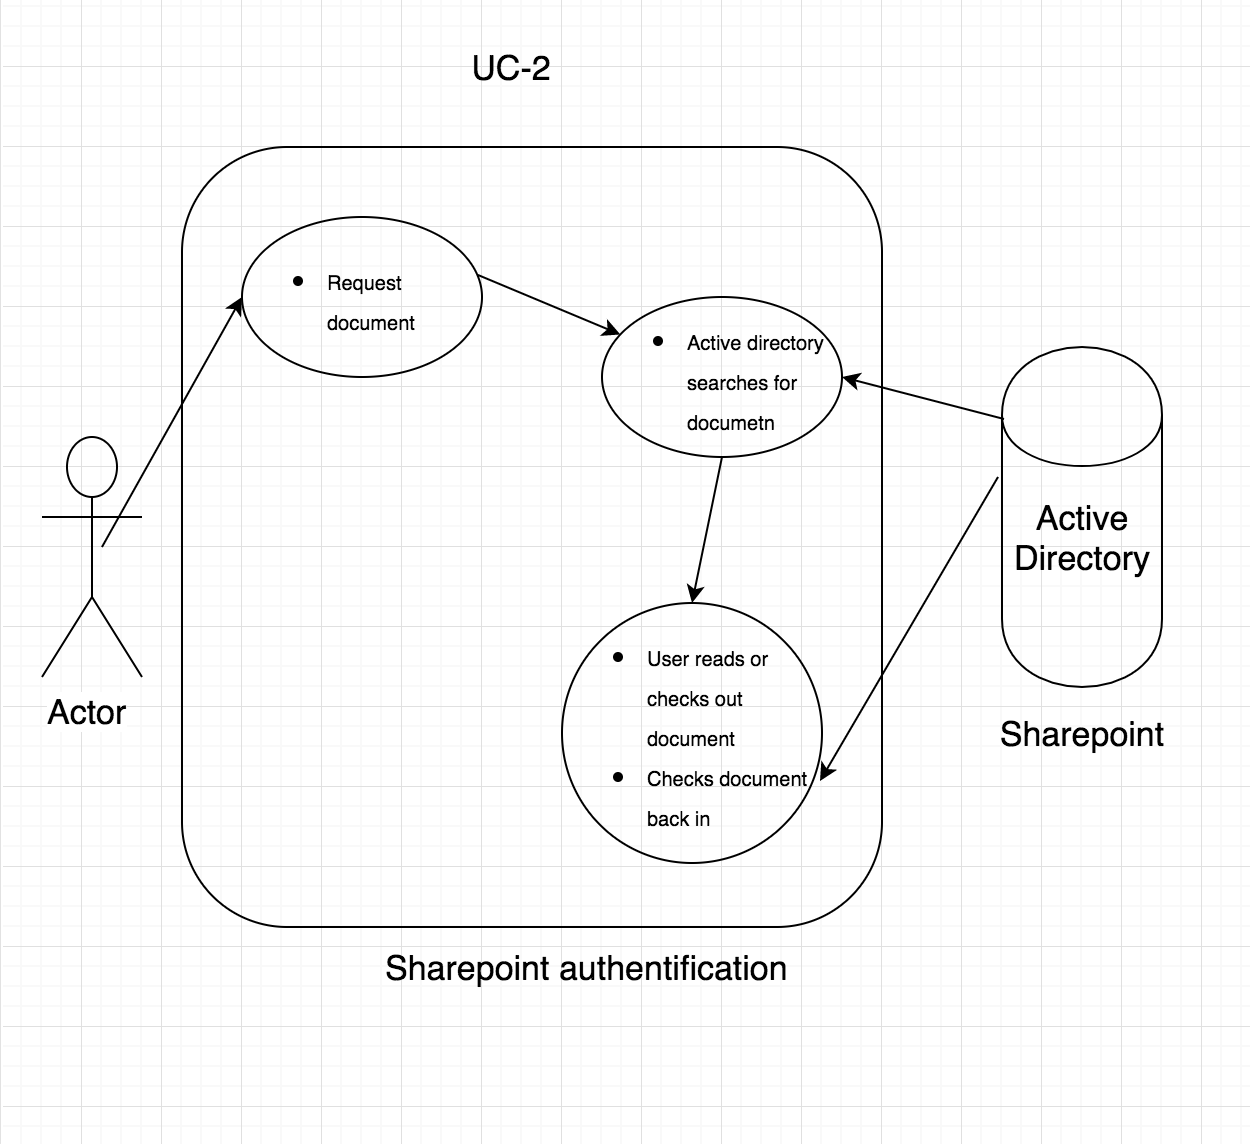 UC-2
Request
document
Active directory
searches for
documetn
Active
Directory
User reads or
checks out
document
Checks document
back in
Actor
Sharepoint
Sharepoint authentification